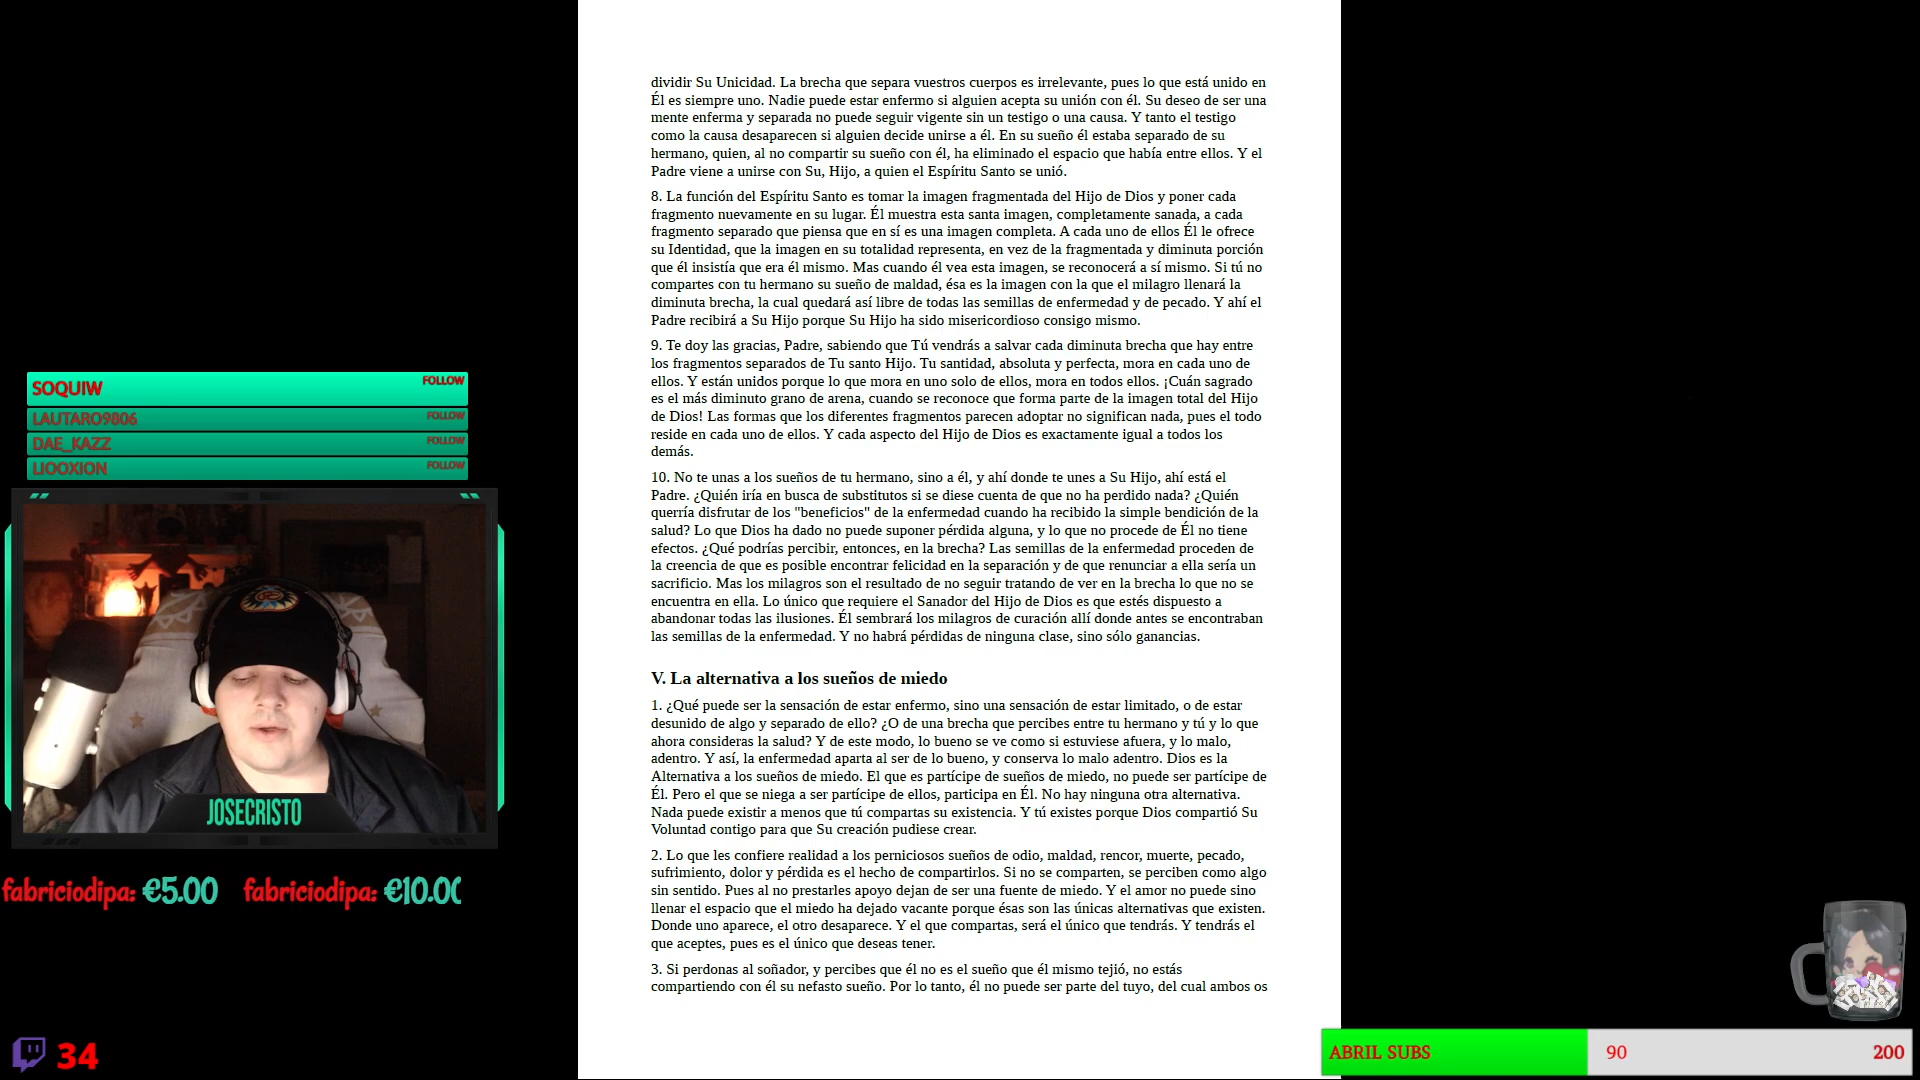 dividir Su Unicidad. La brecha que separa vuestros cuerpos es irrelevante, pues lo que está unido en
Él es siempre uno. Nadie puede estar enfermo si alguien acepta su unión con él. Su deseo de ser una
mente enferma y separada no puede seguir vigente sin un testigo o una causa. Y tanto el testigo
como la causa desaparecen si alguien decide unirse a él. En su sueño él estaba separado de su
hermano, quien, al no compartir su sueño con él, ha eliminado el espacio que había entre ellos. Y el
Padre viene a unirse con Su, Hijo, a quien el Espíritu Santo se unió.
8. La función del Espíritu Santo es tomar la imagen fragmentada del Hijo de Dios y poner cada
fragmento nuevamente en su lugar. Él muestra esta santa imagen, completamente sanada, a cada
fragmento separado que piensa que en sí es una imagen completa. A cada uno de ellos Él le ofrece
su Identidad, que la imagen en su totalidad representa, en vez de la fragmentada y diminuta porción
que él insistía que era él mismo. Mas cuando él vea esta imagen, se reconocerá a sí mismo. Si tú no
compartes con tu hermano su sueño de maldad, ésa es la imagen con la que el milagro llenará la
diminuta brecha, la cual quedará así libre de todas las semillas de enfermedad y de pecado. Y ahí el
Padre recibirá a Su Hijo porque Su Hijo ha sido misericordioso consigo mismo.
9. Te doy las gracias, Padre, sabiendo que Tú vendrás a salvar cada diminuta brecha que hay entre
los fragmentos separados de Tu santo Hijo. Tu santidad, absoluta y perfecta, mora en cada uno de
ellos. Y están unidos porque lo que mora en uno solo de ellos, mora en todos ellos. ¡Cuán sagrado
es el más diminuto grano de arena, cuando se reconoce que forma parte de la imagen total del Hijo
de Dios! Las formas que los diferentes fragmentos parecen adoptar no significan nada, pues el todo
reside en cada uno de ellos. Y cada aspecto del Hijo de Dios es exactamente igual a todos los
demás.
10. No te unas a los sueños de tu hermano, sino a él, y ahí donde te unes a Su Hijo, ahí está el
Padre. ¿Quién iría en busca de substitutos si se diese cuenta de que no ha perdido nada? ¿Quién
querría disfrutar de los "beneficios" de la enfermedad cuando ha recibido la simple bendición de la
salud? Lo que Dios ha dado no puede suponer pérdida alguna, y lo que no procede de Él no tiene
efectos. ¿Qué podrías percibir, entonces, en la brecha? Las semillas de la enfermedad proceden de
la creencia de que es posible encontrar felicidad en la separación y de que renunciar a ella sería un
sacrificio. Mas los milagros son el resultado de no seguir tratando de ver en la brecha lo que no se
encuentra en ella. Lo único que requiere el Sanador del Hijo de Dios es que estés dispuesto a
abandonar todas las ilusiones. Él sembrará los milagros de curación allí donde antes se encontraban
las semillas de la enfermedad. Y no habrá pérdidas de ninguna clase, sino sólo ganancias.
V. La alternativa a los sueños de miedo
1. ¿Qué puede ser la sensación de estar enfermo, sino una sensación de estar limitado, o de estar
desunido de algo y separado de ello? ¿O de una brecha que percibes entre tu hermano y tú y lo que
ahora consideras la salud? Y de este modo, lo bueno se ve como si estuviese afuera, y lo malo,
adentro. Y así, la enfermedad aparta al ser de lo bueno, y conserva lo malo adentro. Dios es la
Alternativa a los sueños de miedo. El que es partícipe de sueños de miedo, no puede ser partícipe de
Él. Pero el que se niega a ser partícipe de ellos, participa en Él. No hay ninguna otra alternativa.
Nada puede existir a menos que tú compartas su existencia. Y tú existes porque Dios compartió Su
Voluntad contigo para que Su creación pudiese crear.
2. Lo que les confiere realidad a los perniciosos sueños de odio, maldad, rencor, muerte, pecado,
sufrimiento, dolor y pérdida es el hecho de compartirlos. Si no se comparten, se perciben como algo
sin sentido. Pues al no prestarles apoyo dejan de ser una fuente de miedo. Y el amor no puede sino
llenar el espacio que el miedo ha dejado vacante porque ésas son las únicas alternativas que existen.
Donde uno aparece, el otro desaparece. Y el que compartas, será el único que tendrás. Y tendrás el
que aceptes, pues es el único que deseas tener.
3. Si perdonas al soñador, y percibes que él no es el sueño que él mismo tejió, no estás
compartiendo con él su nefasto sueño. Por lo tanto, él no puede ser parte del tuyo, del cual ambos os
SOQUIW FOLLOW
LAUTARO9806 FOLLOW
DAE_KAZZ FOLLOW
LIOOXION FOLLOW
JOSECRISTO
fabriciodipa: €5.00 fabriciodipa: €10.00
34
ABRIL SUBS 90 200